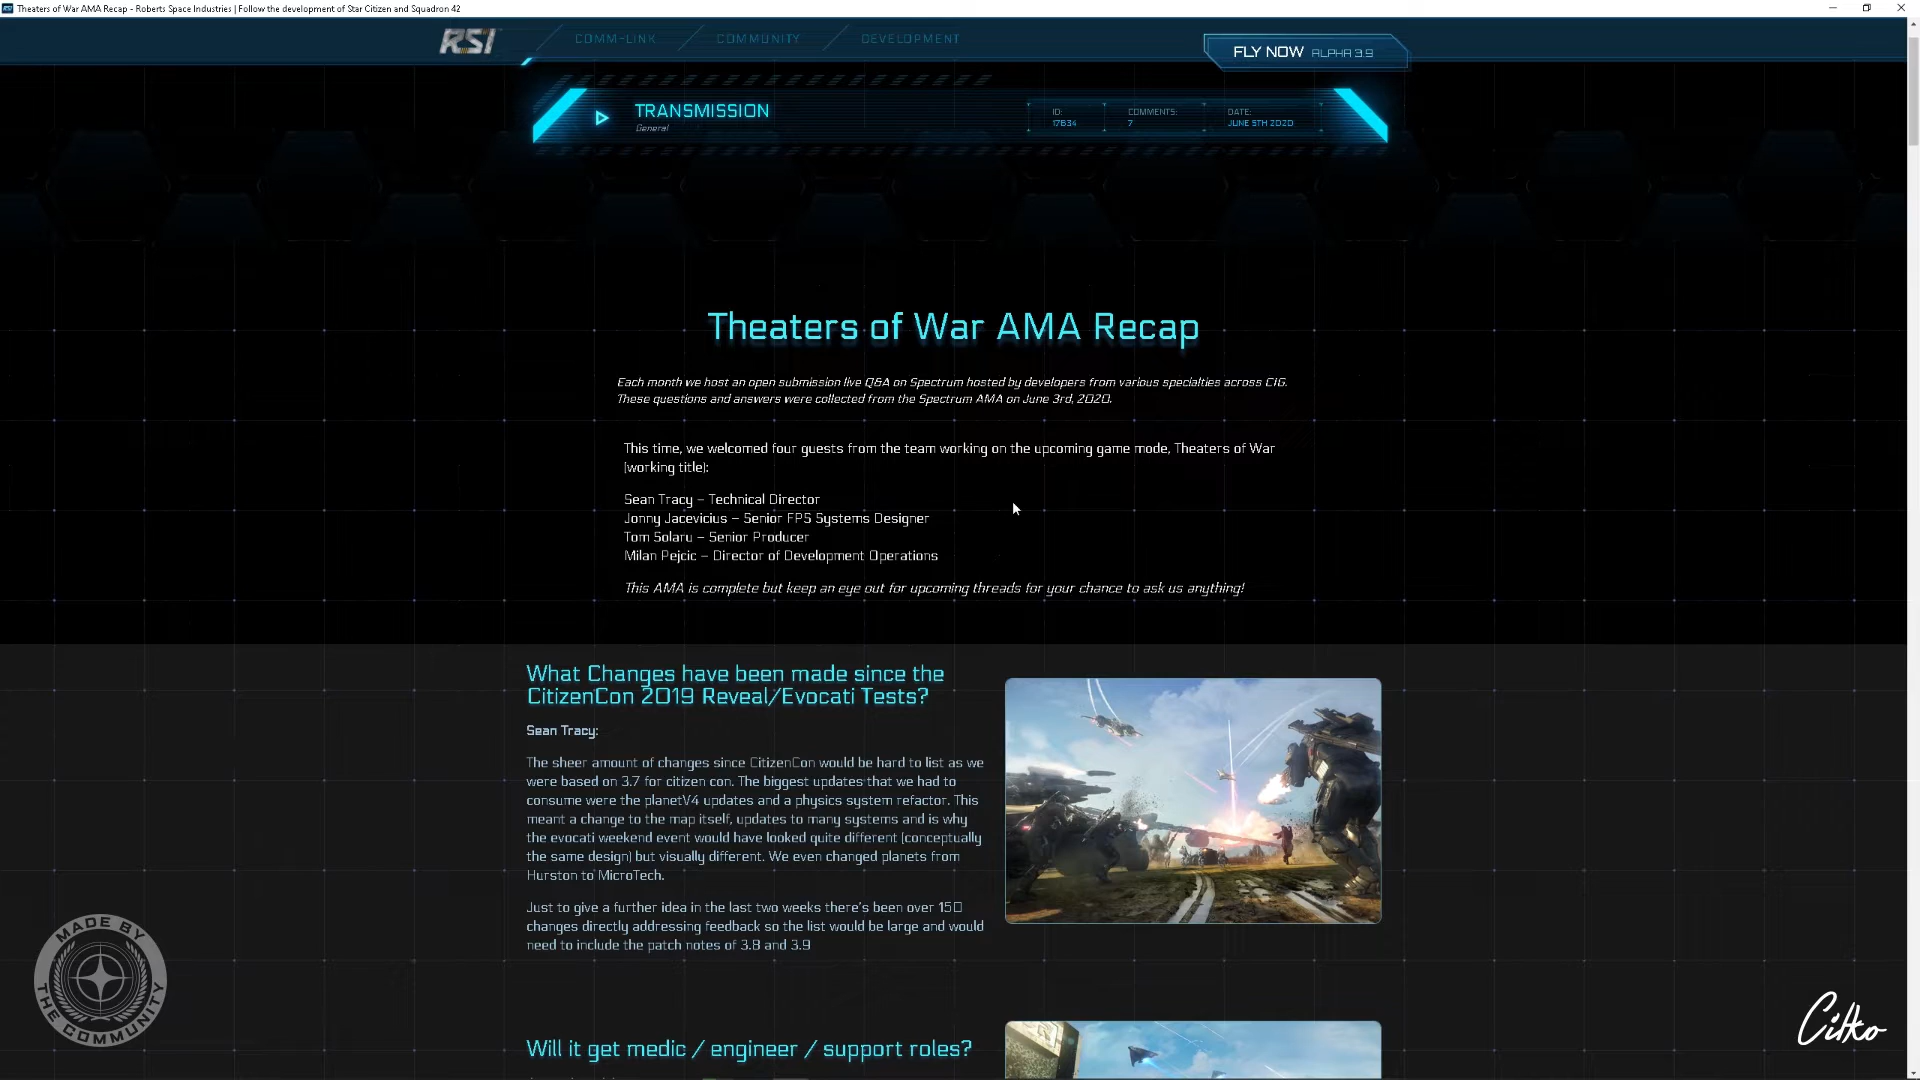 Theaters of War AMA Recap - Roberts Space Industries | Follow the development of Star Citizen and Squadron 42
RSI
COMM-LINK
COMMUNITY
DEVELOPMENT
FLY NOW ALPHA 3.9
TRANSMISSION
General
ID:
17634
COMMENTS:
7
DATE:
JUNE 5TH 2020
Theaters of War AMA Recap
Each month we host an open submission live Q&A on Spectrum hosted by developers from various specialties across CIG.
These questions and answers were collected from the Spectrum AMA on June 3rd, 2020.
This time, we welcomed four guests from the team working on the upcoming game mode, Theaters of War
(working title):
Sean Tracy – Technical Director
Jonny Jacevicius – Senior FPS Systems Designer
Tom Solaru – Senior Producer
Milan Pejcic – Director of Development Operations
This AMA is complete but keep an eye out for upcoming threads for your chance to ask us anything!
What Changes have been made since the
CitizenCon 2019 Reveal/Evocati Tests?
Sean Tracy:
The sheer amount of changes since CitizenCon would be hard to list as we
were based on 3.7 for citizen con. The biggest updates that we had to
consume were the planetV4 updates and a physics system refactor. This
meant a change to the map itself, updates to many systems and is why
the evocati weekend event would have looked quite different (conceptually
the same design) but visually different. We even changed planets from
Hurston to MicroTech.
Just to give a further idea in the last two weeks there's been over 150
changes directly addressing feedback so the list would be large and would
need to include the patch notes of 3.8 and 3.9
Will it get medic / engineer / support roles?
MADE BY
THE COMMUNITY
Citko